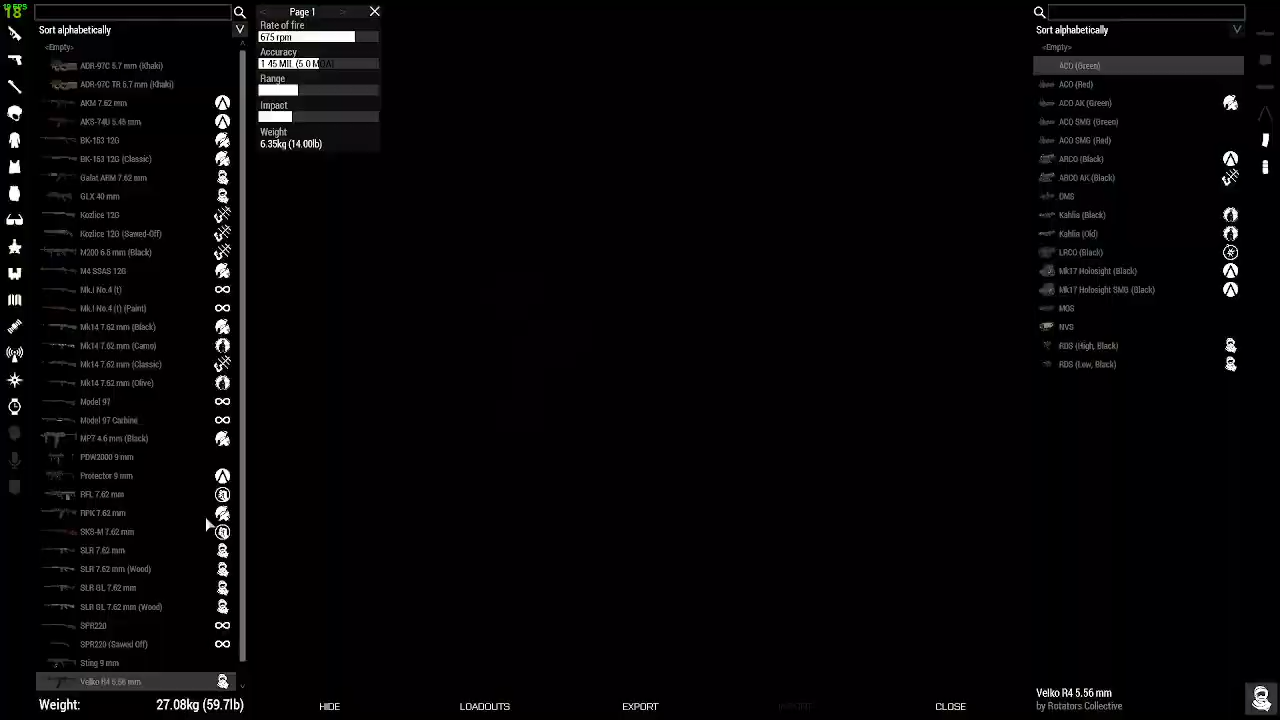 18 FPS
Sort alphabetically
<Empty>
ADR-97C 5.7 mm (Khaki)
ADR-97C TR 5.7 mm (Khaki)
AKM 7.62 mm
AKS-74U 5.45 mm
BK-153 12G
BK-153 12G (Classic)
Galat ARM 7.62 mm
GLX 40 mm
Kozlice 12G
Kozlice 12G (Sawed-Off)
M200 6.5 mm (Black)
M4 SSAS 12G
Mk.I No.4 (t)
Mk.I No.4 (t) (Paint)
Mk14 7.62 mm (Black)
Mk14 7.62 mm (Camo)
Mk14 7.62 mm (Classic)
Mk14 7.62 mm (Olive)
Model 97
Model 97 Carbine
MP7 4.6 mm (Black)
PDW2000 9 mm
Protector 9 mm
RFL 7.62 mm
RPK 7.62 mm
SKS-M 7.62 mm
SLR 7.62 mm
SLR 7.62 mm (Wood)
SLR GL 7.62 mm
SLR GL 7.62 mm (Wood)
SPR220
SPR220 (Sawed Off)
Sting 9 mm
Velko R4 5.56 mm
Weight: 27.08kg (59.7lb)
< Page 1 >
Rate of fire
675 rpm
Accuracy
1.45 MIL (5.0 MOA)
Range
Impact
Weight
6.35kg (14.00lb)
HIDE
LOADOUTS
EXPORT
IMPORT
CLOSE
Sort alphabetically
<Empty>
ACO (Green)
ACO (Red)
ACO AK (Green)
ACO SMG (Green)
ACO SMG (Red)
ARCO (Black)
ARCO AK (Black)
DMS
Kahlia (Black)
Kahlia (Old)
LRCO (Black)
Mk17 Holosight (Black)
Mk17 Holosight SMG (Black)
MOS
NVS
RDS (High, Black)
RDS (Low, Black)
Velko R4 5.56 mm
by Rotators Collective